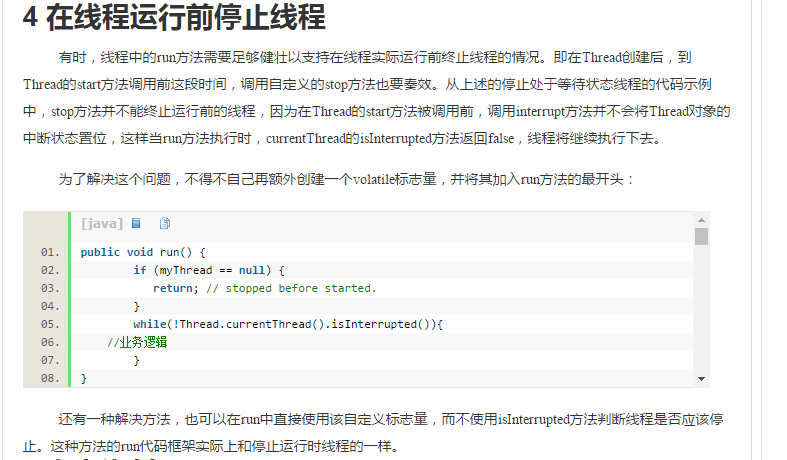 4 在线程运行前停止线程
有时，线程中的run方法需要足够健壮以支持在线程实际运行前终止线程的情况。即在Thread创建后，到
Thread的start方法调用前这段时间，调用自定义的stop方法也要奏效。从上述的停止处于等待状态线程的代码示例
中，stop方法并不能终止运行前的线程，因为在Thread的start方法被调用前，调用interrupt方法并不会将Thread对象的
中断状态置位，这样当run方法执行时，currentThread的isInterrupted方法返回false，线程将继续执行下去。
为了解决这个问题，不得不自己再额外创建一个volatile标志量，并将其加入run方法的最开头：
[java]
01. public void run() {
02. if (myThread == null) {
03. return; // stopped before started.
04. }
05. while(!Thread.currentThread().isInterrupted()){
06. //业务逻辑
07. }
08. }
还有一种解决方法，也可以在run中直接使用该自定义标志量，而不使用isInterrupted方法判断线程是否应该停
止。这种方法的run代码框架实际上和停止运行时线程的一样。